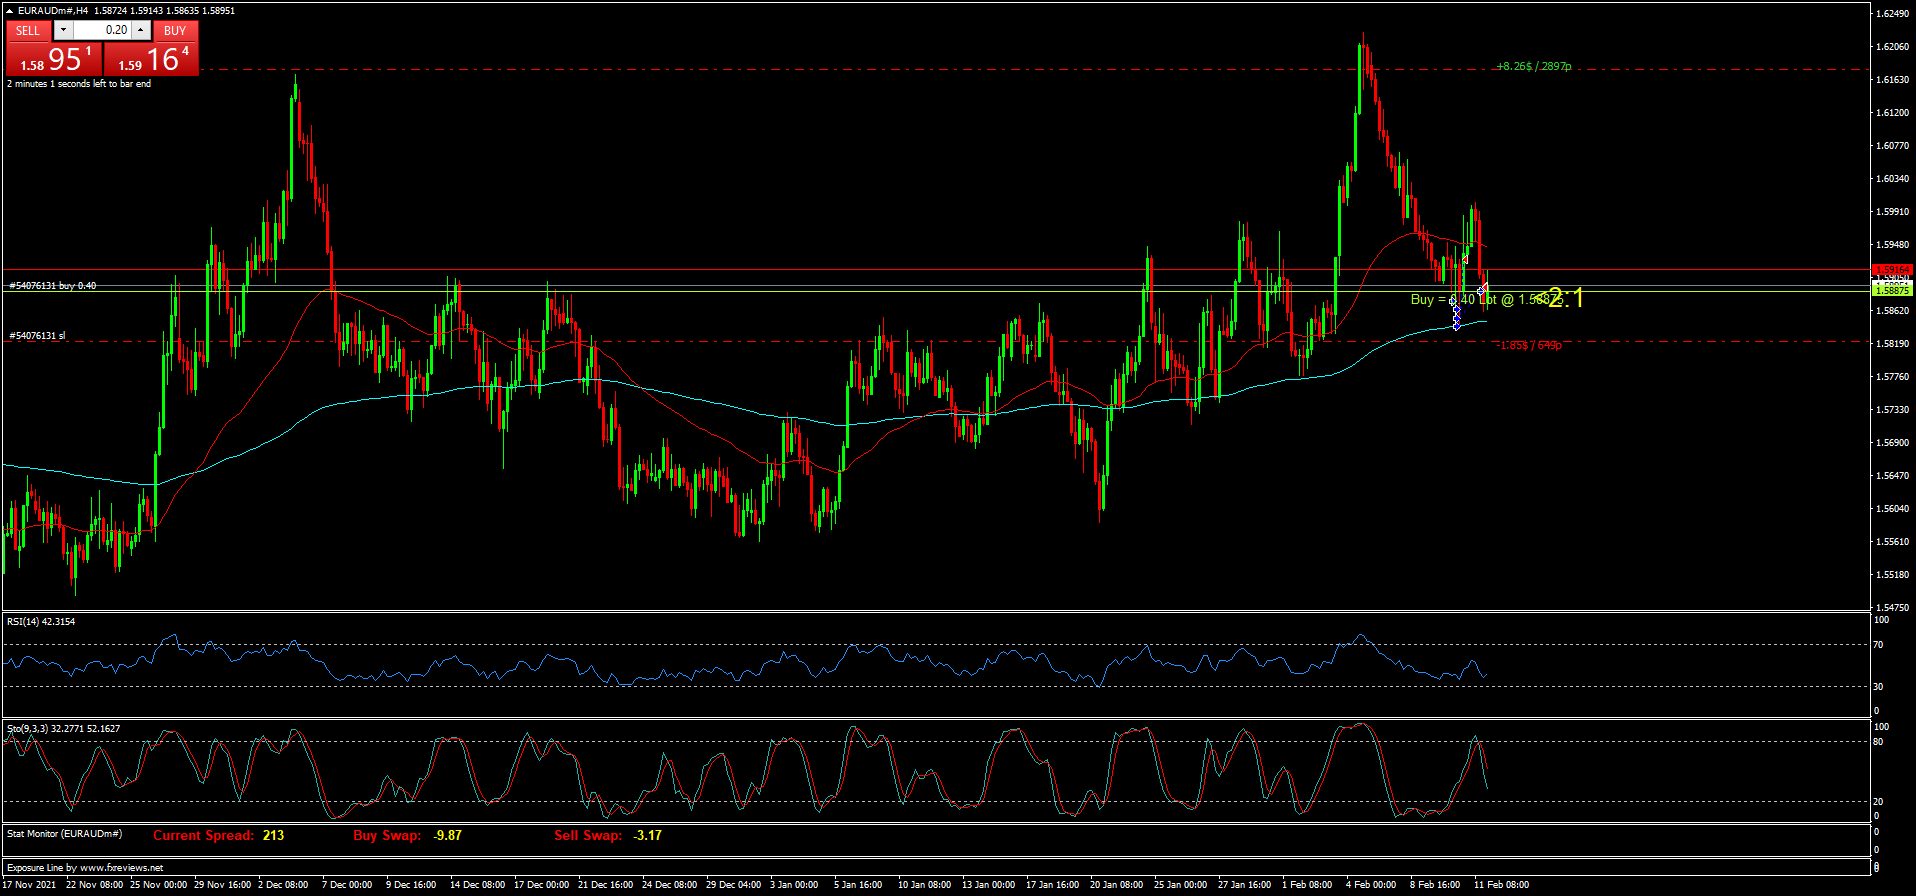 EURAUDm#,H4 1.58724 1.59143 1.58635 1.58951
SELL 0.20 BUY
1.58 95 1 1.59 16 4
2 minutes 1 seconds left to bar end
+8.26$ / 2897p
#54076131 buy 0.40
Buy = 0.40 Lot @ 1.58875
<2:1
#54076131 sl
-1.85$ / 649p
1.62490
1.62060
1.61630
1.61200
1.60770
1.60340
1.59910
1.59480
1.59164
1.59050
1.58875
1.58620
1.58190
1.57760
1.57330
1.56900
1.56470
1.56040
1.55610
1.55180
1.54750
RSI(14) 42.3154
100
70
30
0
Sto(9,3,3) 32.2771 52.1627
100
80
20
0
Stat Monitor (EURAUDm#) Current Spread: 213 Buy Swap: -9.87 Sell Swap: -3.17
0
0
Exposure Line by www.fxreviews.net
0
0
17 Nov 2021 22 Nov 08:00 25 Nov 00:00 29 Nov 16:00 2 Dec 08:00 7 Dec 00:00 9 Dec 16:00 14 Dec 08:00 17 Dec 00:00 21 Dec 16:00 24 Dec 08:00 29 Dec 04:00 3 Jan 00:00 5 Jan 16:00 10 Jan 08:00 13 Jan 00:00 17 Jan 16:00 20 Jan 08:00 25 Jan 00:00 27 Jan 16:00 1 Feb 08:00 4 Feb 00:00 8 Feb 16:00 11 Feb 08:00